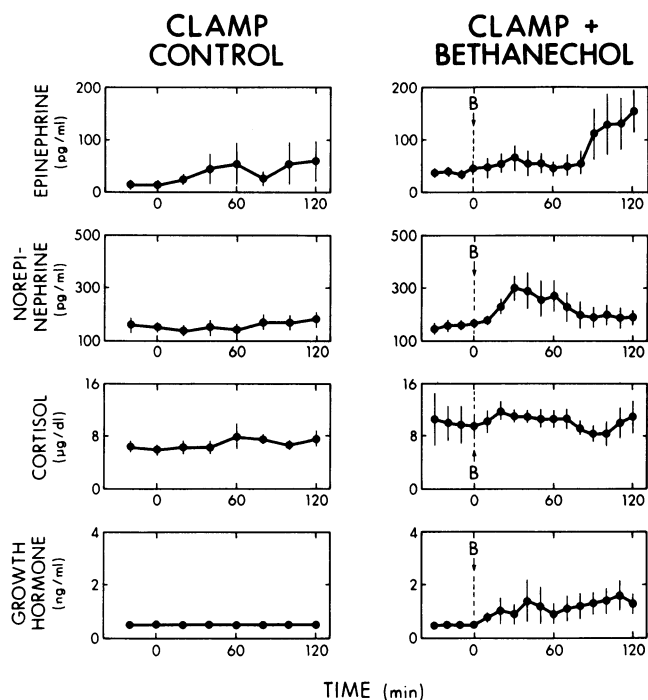 CLAMP
CONTROL
CLAMP +
BETHANECHOL
EPINEPHRINE
(pg/ml)
200
100
0
0
60
120
200
100
0
B
0
60
120
NOREPI-
NEPHRINE
(pg/ml)
500
300
100
0
60
120
500
300
100
B
0
60
120
CORTISOL
(µg/dl)
16
8
0
0
60
120
16
8
0
B
0
60
120
GROWTH
HORMONE
(ng/ml)
4
2
0
0
60
120
4
2
0
B
0
60
120
TIME (min)